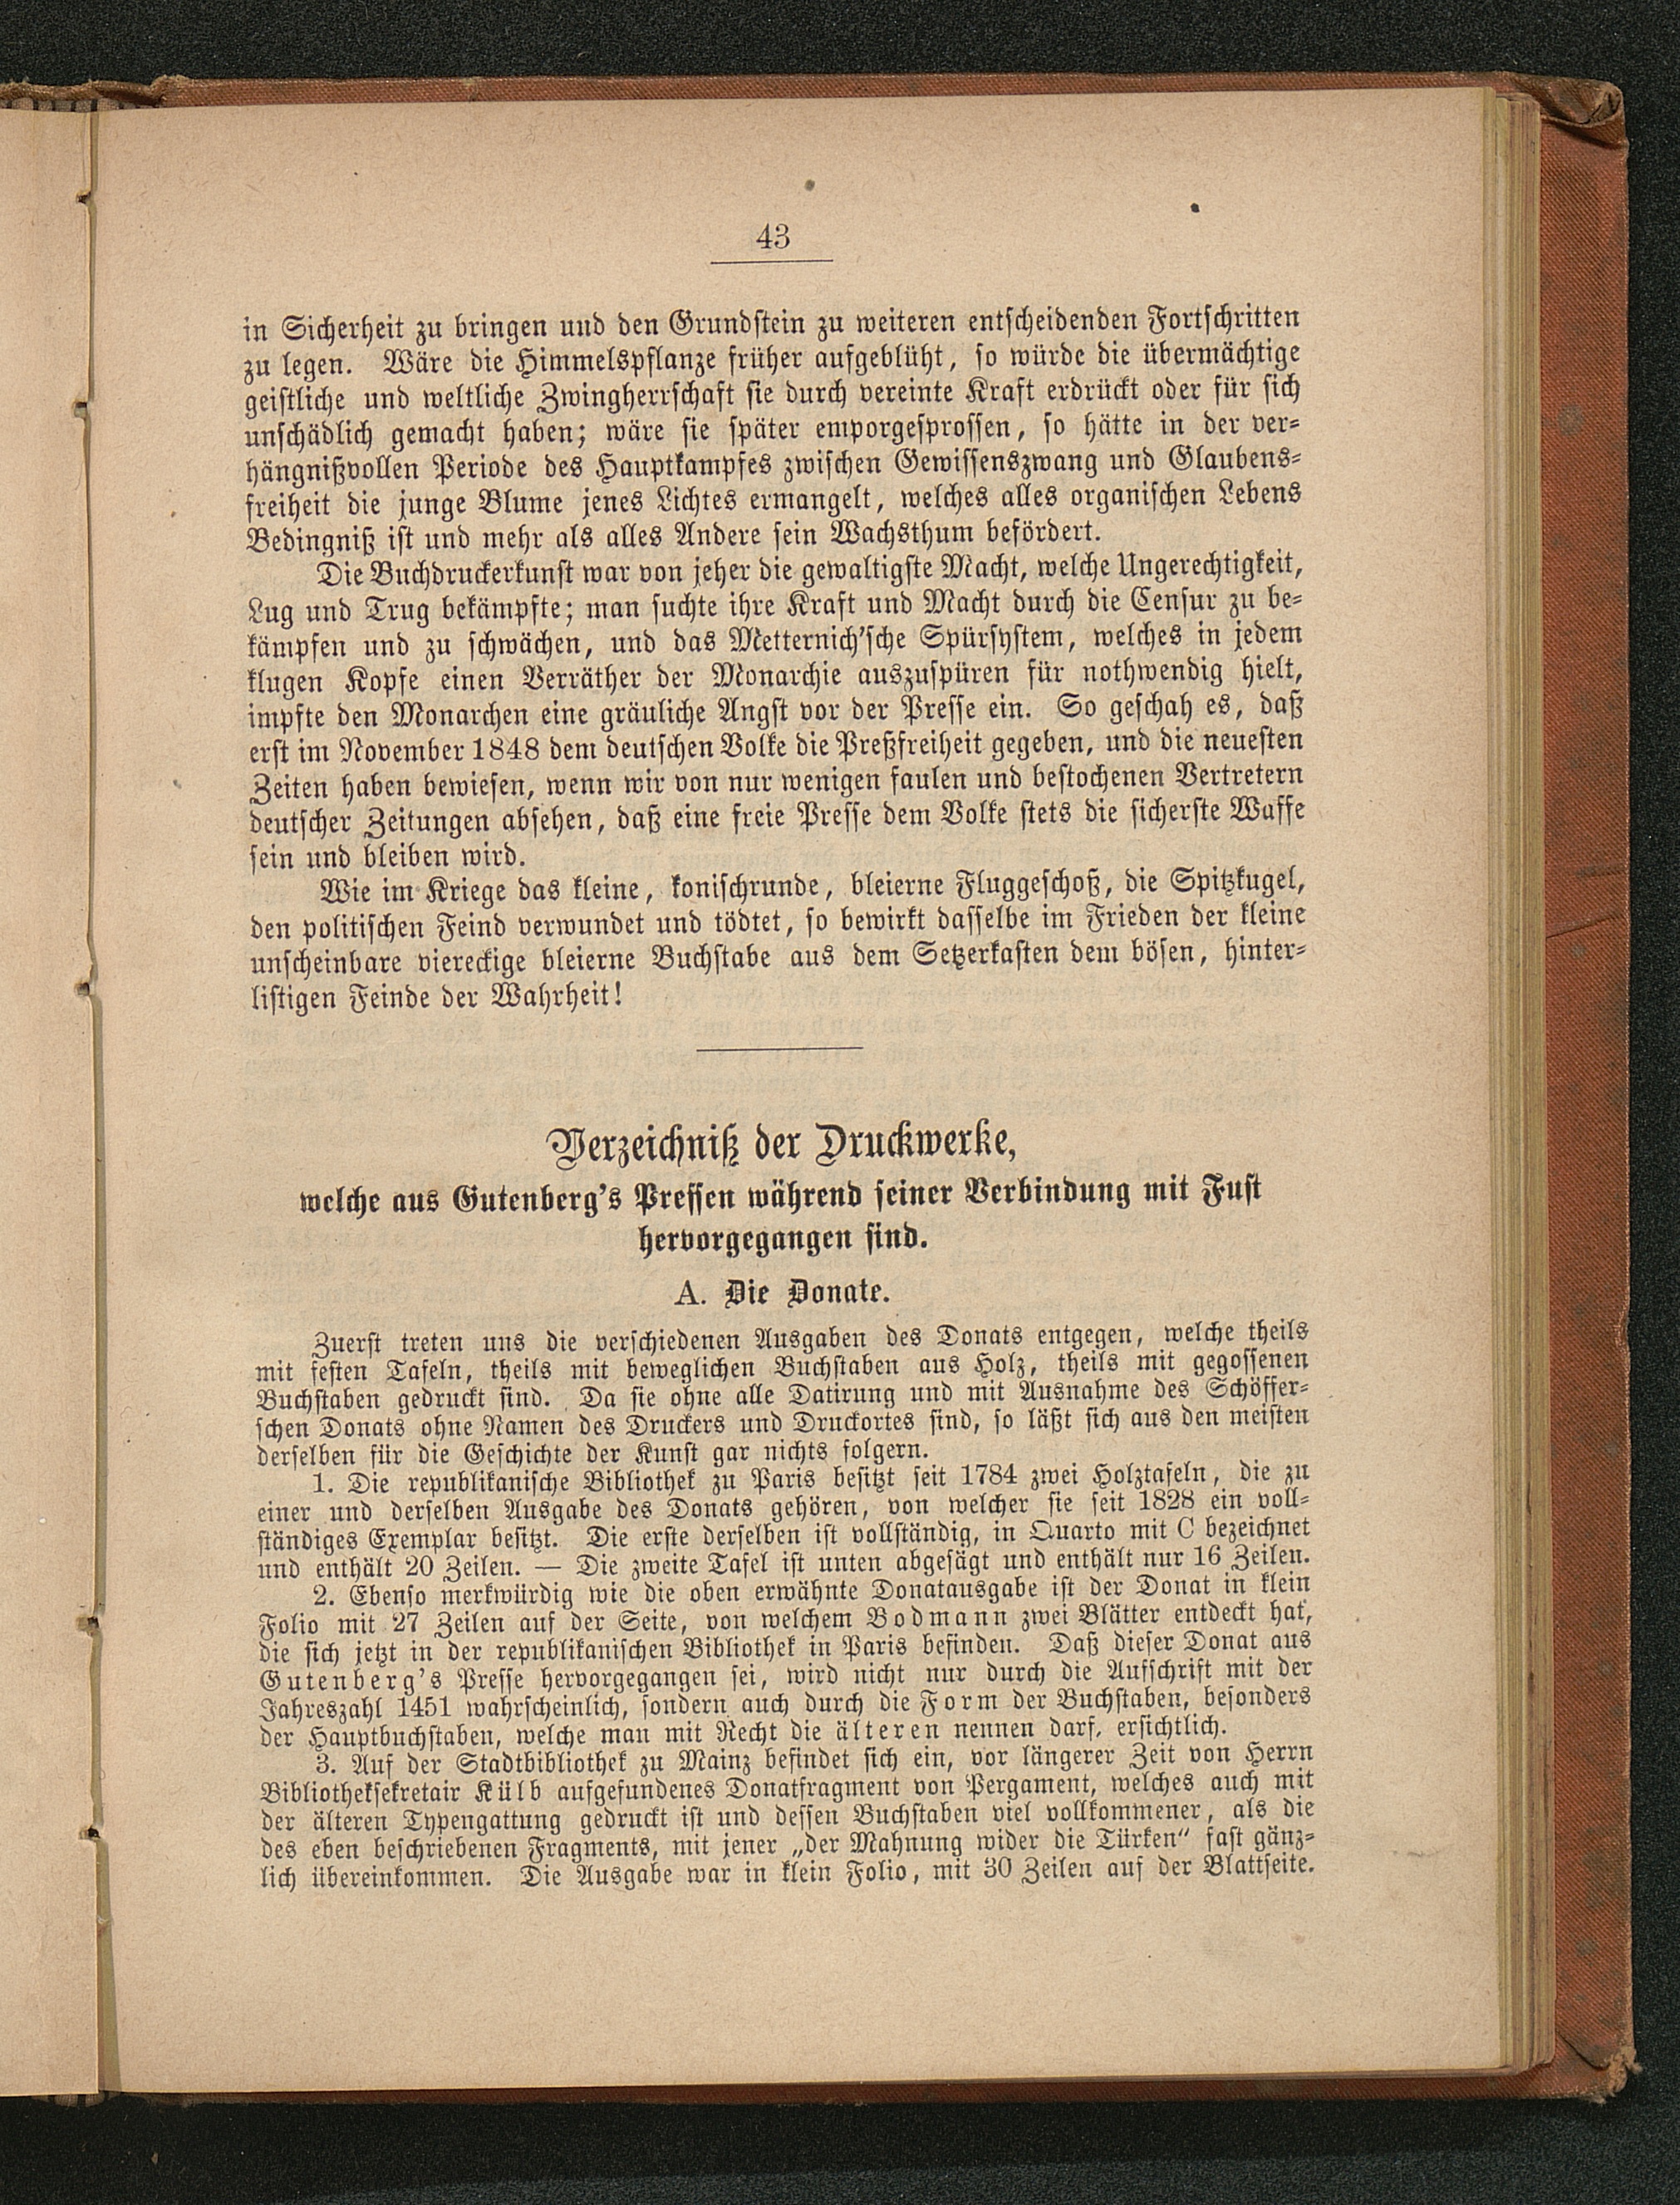 43
in Sicherheit zu bringen und den Grundstein zu weiteren entscheidenden Fortschritten
zu legen. Wäre die Himmelspflanze früher aufgeblüht, so würde die übermächtige
geistliche und weltliche Zwingherrschaft sie durch vereinte Kraft erdrückt oder für sich
unschädlich gemacht haben; wäre sie später emporgesprossen, so hätte in der ver-
hängnißvollen Periode des Hauptkampfes zwischen Gewissenszwang und Glaubens-
freiheit die junge Blume jenes Lichtes ermangelt, welches alles organischen Lebens
Bedingniß ist und mehr als alles Andere sein Wachsthum befördert.
Die Buchdruckerkunst war von jeher die gewaltigste Macht, welche Ungerechtigkeit,
Lug und Trug bekämpfte; man suchte ihre Kraft und Macht durch die Censur zu be-
kämpfen und zu schwächen, und das Metternich'sche Spürsystem, welches in jedem
klugen Kopfe einen Verräther der Monarchie auszuspüren für nothwendig hielt,
impfte den Monarchen eine gräuliche Angst vor der Presse ein. So geschah es, daß
erst im November 1848 dem deutschen Volke die Preßfreiheit gegeben, und die neuesten
Zeiten haben bewiesen, wenn wir von nur wenigen faulen und bestochenen Vertretern
deutscher Zeitungen absehen, daß eine freie Presse dem Volke stets die sicherste Waffe
sein und bleiben wird.
Wie im Kriege das kleine, konischrunde, bleierne Fluggeschoß, die Spitzkugel,
den politischen Feind verwundet und tödtet, so bewirkt dasselbe im Frieden der kleine
unscheinbare viereckige bleierne Buchstabe aus dem Setzerkasten dem bösen, hinter-
listigen Feinde der Wahrheit!
Verzeichniß der Druckwerke,
welche aus Gutenberg's Pressen während seiner Verbindung mit Fust
hervorgegangen sind.
A. Die Donate.
Zuerst treten uns die verschiedenen Ausgaben des Donats entgegen, welche theils
mit festen Tafeln, theils mit beweglichen Buchstaben aus Holz, theils mit gegossenen
Buchstaben gedruckt sind. Da sie ohne alle Datirung und mit Ausnahme des Schöffer-
schen Donats ohne Namen des Druckers und Druckortes sind, so läßt sich aus den meisten
derselben für die Geschichte der Kunst gar nichts folgern.
1. Die republikanische Bibliothek zu Paris besitzt seit 1784 zwei Holztafeln, die zu
einer und derselben Ausgabe des Donats gehören, von welcher sie seit 1828 ein voll-
ständiges Exemplar besitzt. Die erste derselben ist vollständig, in Quarto mit C bezeichnet
und enthält 20 Zeilen. — Die zweite Tafel ist unten abgesägt und enthält nur 16 Zeilen.
2. Ebenso merkwürdig wie die oben erwähnte Donatausgabe ist der Donat in klein
Folio mit 27 Zeilen auf der Seite, von welchem Bodmann zwei Blätter entdeckt hat,
die sich jetzt in der republikanischen Bibliothek in Paris befinden. Daß dieser Donat aus
Gutenberg's Presse hervorgegangen sei, wird nicht nur durch die Aufschrift mit der
Jahreszahl 1451 wahrscheinlich, sondern auch durch die Form der Buchstaben, besonders
der Hauptbuchstaben, welche man mit Recht die älteren nennen darf, ersichtlich.
3. Auf der Stadtbibliothek zu Mainz befindet sich ein, vor längerer Zeit von Herrn
Bibliotheksekretair Külb aufgefundenes Donatfragment von Pergament, welches auch mit
der älteren Typengattung gedruckt ist und dessen Buchstaben viel vollkommener, als die
des eben beschriebenen Fragments, mit jener „der Mahnung wider die Türken“ fast gänz-
lich übereinkommen. Die Ausgabe war in klein Folio, mit 30 Zeilen auf der Blattseite.